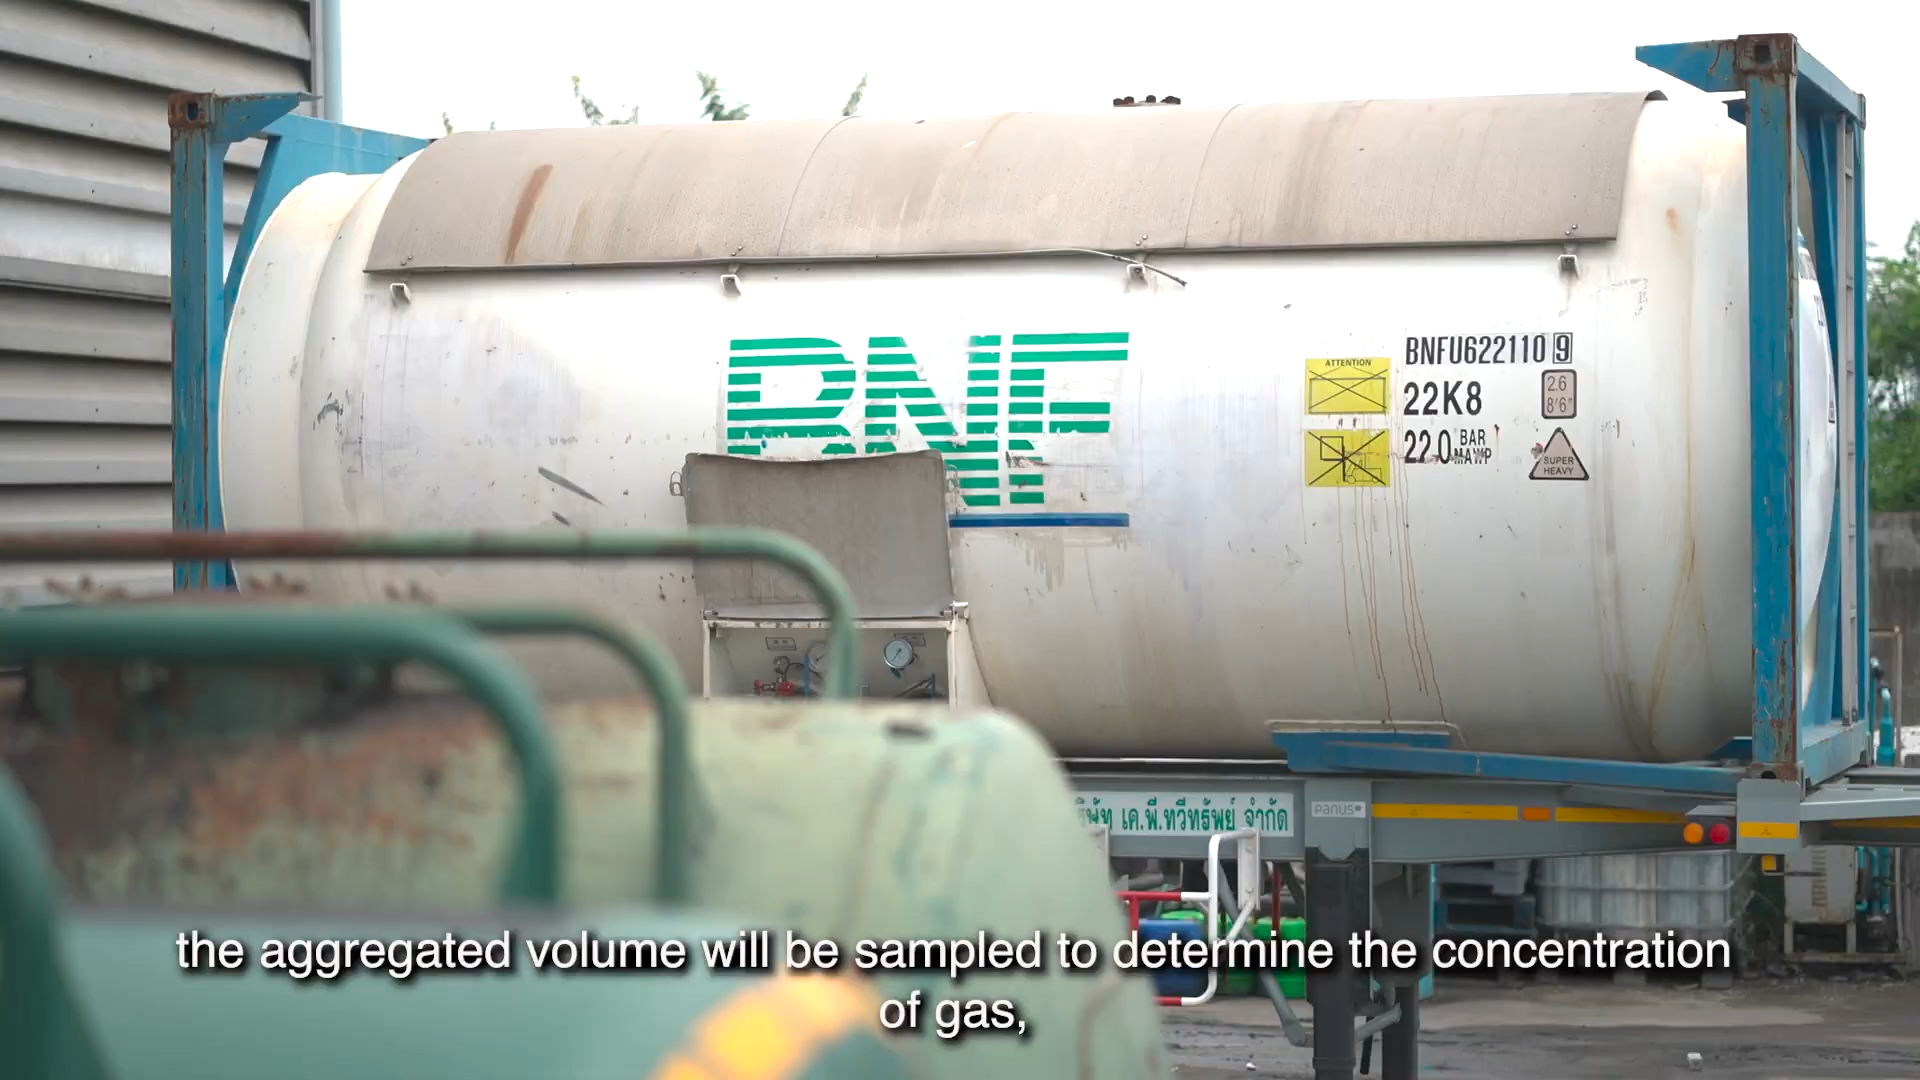 BNF
ATTENTION
BNFU622110 9
22K8
2.6
8'6"
22.0 BAR
MAWP
SUPER
HEAVY
เค.พี.ทวีทรัพย์ จำกัด
Panus
the aggregated volume will be sampled to determine the concentration
of gas,